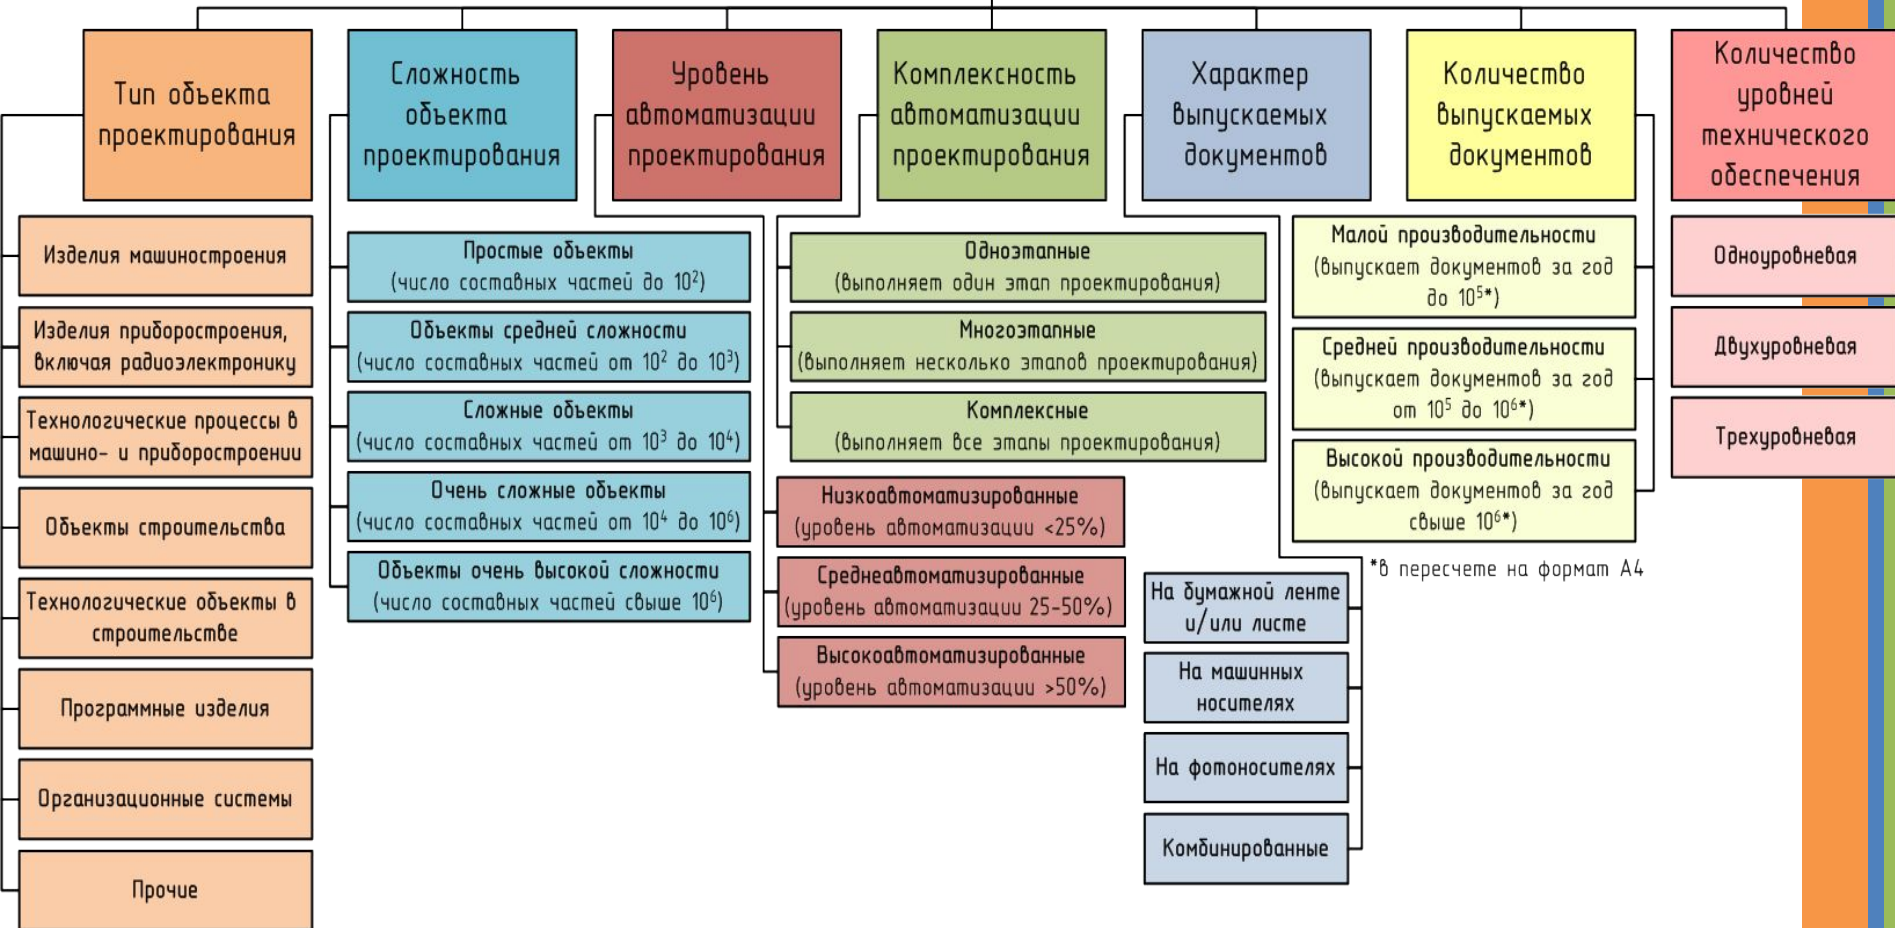 Тип объекта
проектирования
Изделия машиностроения
Изделия приборостроения,
включая радиоэлектронику
Технологические процессы в
машино- и приборостроении
Объекты строительства
Технологические объекты в
строительстве
Программные изделия
Организационные системы
Прочие
Сложность
объекта
проектирования
Простые объекты
(число составных частей до 10²)
Объекты средней сложности
(число составных частей от 10² до 10³)
Сложные объекты
(число составных частей от 10³ до 10⁴)
Очень сложные объекты
(число составных частей от 10⁴ до 10⁶)
Объекты очень высокой сложности
(число составных частей свыше 10⁶)
Уровень
автоматизации
проектирования
Низкоавтоматизированные
(уровень автоматизации <25%)
Среднеавтоматизированные
(уровень автоматизации 25-50%)
Высокоавтоматизированные
(уровень автоматизации >50%)
Комплексность
автоматизации
проектирования
Одноэтапные
(выполняет один этап проектирования)
Многоэтапные
(выполняет несколько этапов проектирования)
Комплексные
(выполняет все этапы проектирования)
Характер
выпускаемых
документов
На бумажной ленте
и/или листе
На машинных
носителях
На фотоносителях
Комбинированные
Количество
выпускаемых
документов
Малой производительности
(выпускает документов за год
до 10⁵*)
Средней производительности
(выпускает документов за год
от 10⁵ до 10⁶*)
Высокой производительности
(выпускает документов за год
свыше 10⁶*)
*в пересчете на формат А4
Количество
уровней
технического
обеспечения
Одноуровневая
Двухуровневая
Трехуровневая